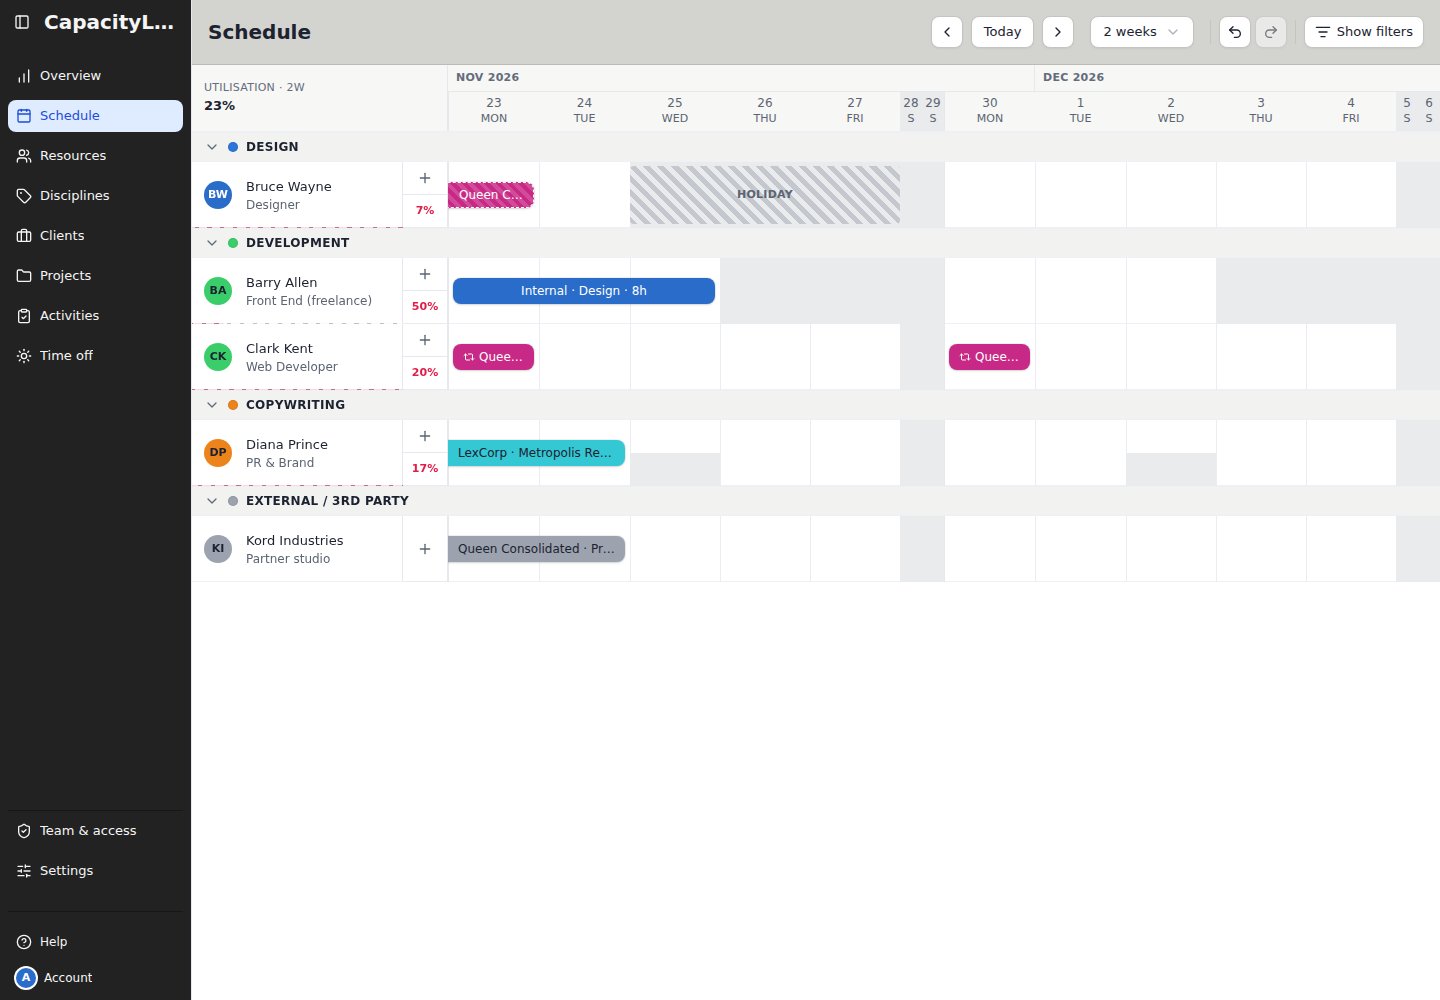 CapacityL...
Overview
Schedule
Resources
Disciplines
Clients
Projects
Activities
Time off
Team & access
Settings
Help
A Account
Schedule
Today
2 weeks
Show filters
UTILISATION · 2W
23%
NOV 2026 DEC 2026
23 24 25 26 27 28 29 30 1 2 3 4 5 6
MON TUE WED THU FRI S S MON TUE WED THU FRI S S
DESIGN
BW Bruce Wayne
Designer
7%
Queen C...
HOLIDAY
DEVELOPMENT
BA Barry Allen
Front End (freelance)
50%
Internal · Design · 8h
CK Clark Kent
Web Developer
20%
Quee...
Quee...
COPYWRITING
DP Diana Prince
PR & Brand
17%
LexCorp · Metropolis Re...
EXTERNAL / 3RD PARTY
KI Kord Industries
Partner studio
Queen Consolidated · Pr...